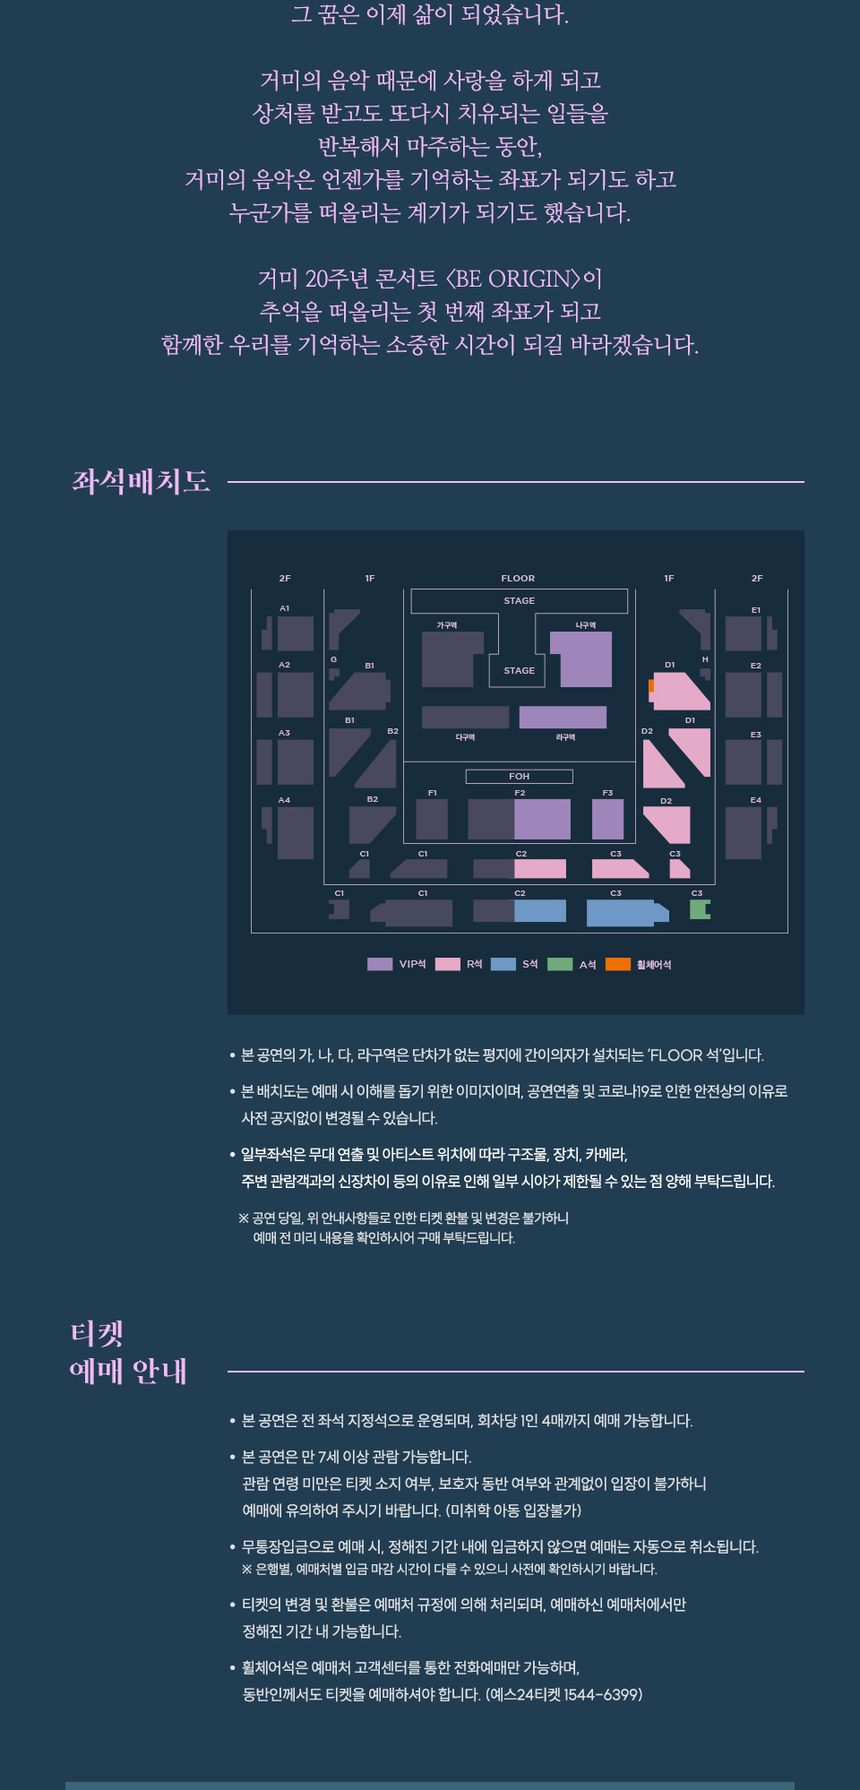 그 꿈은 이제 삶이 되었습니다.
거미의 음악 때문에 사랑을 하게 되고
상처를 받고도 또다시 치유되는 일들을
반복해서 마주하는 동안,
거미의 음악은 언젠가를 기억하는 좌표가 되기도 하고
누군가를 떠올리는 계기가 되기도 했습니다.
거미 20주년 콘서트 〈BE ORIGIN〉이
추억을 떠올리는 첫 번째 좌표가 되고
함께한 우리를 기억하는 소중한 시간이 되길 바라겠습니다.
좌석배치도
2F 1F FLOOR 1F 2F
STAGE
A1 E1
가구역 나구역
G H
A2 B1 STAGE D1 E2
B1 D1
A3 B2 다구역 라구역 D2 E3
FOH
F1 F2 F3
A4 B2 D2 E4
C1 C1 C2 C3 C3
C1 C1 C2 C3 C3
VIP석 R석 S석 A석 휠체어석
• 본 공연의 가, 나, 다, 라구역은 단차가 없는 평지에 간이의자가 설치되는 ‘FLOOR 석’입니다.
• 본 배치도는 예매 시 이해를 돕기 위한 이미지이며, 공연연출 및 코로나19로 인한 안전상의 이유로
사전 공지없이 변경될 수 있습니다.
• 일부좌석은 무대 연출 및 아티스트 위치에 따라 구조물, 장치, 카메라,
주변 관람객과의 신장차이 등의 이유로 인해 일부 시야가 제한될 수 있는 점 양해 부탁드립니다.
※ 공연 당일, 위 안내사항들로 인한 티켓 환불 및 변경은 불가하니
예매 전 미리 내용을 확인하시어 구매 부탁드립니다.
티켓
예매 안내
• 본 공연은 전 좌석 지정석으로 운영되며, 회차당 1인 4매까지 예매 가능합니다.
• 본 공연은 만 7세 이상 관람 가능합니다.
관람 연령 미만은 티켓 소지 여부, 보호자 동반 여부와 관계없이 입장이 불가하니
예매에 유의하여 주시기 바랍니다. (미취학 아동 입장불가)
• 무통장입금으로 예매 시, 정해진 기간 내에 입금하지 않으면 예매는 자동으로 취소됩니다.
※ 은행별, 예매처별 입금 마감 시간이 다를 수 있으니 사전에 확인하시기 바랍니다.
• 티켓의 변경 및 환불은 예매처 규정에 의해 처리되며, 예매하신 예매처에서만
정해진 기간 내 가능합니다.
• 휠체어석은 예매처 고객센터를 통한 전화예매만 가능하며,
동반인께서도 티켓을 예매하셔야 합니다. (예스24티켓 1544-6399)